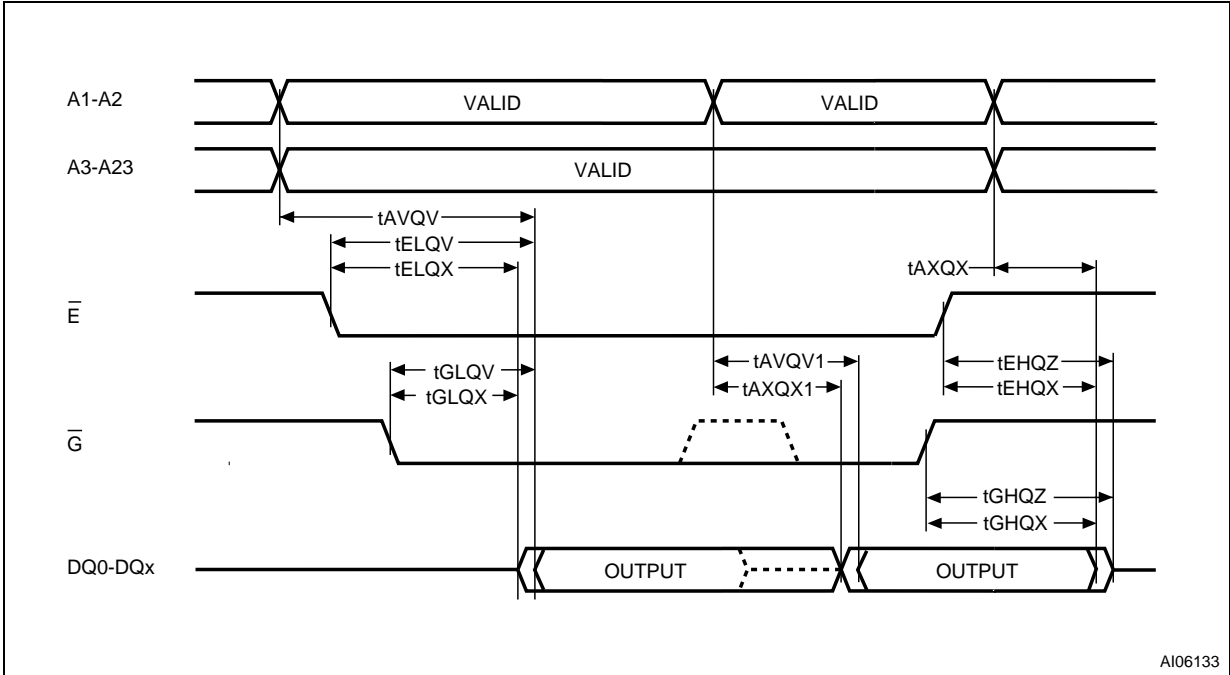 A1-A2
VALID
VALID
A3-A23
VALID
tAVQV
tELQV
tELQX
tAXQX
E
tAVQV1
tAXQX1
tEHQZ
tEHQX
tGLQV
tGLQX
G
tGHQZ
tGHQX
DQ0-DQx
OUTPUT
OUTPUT
AI06133